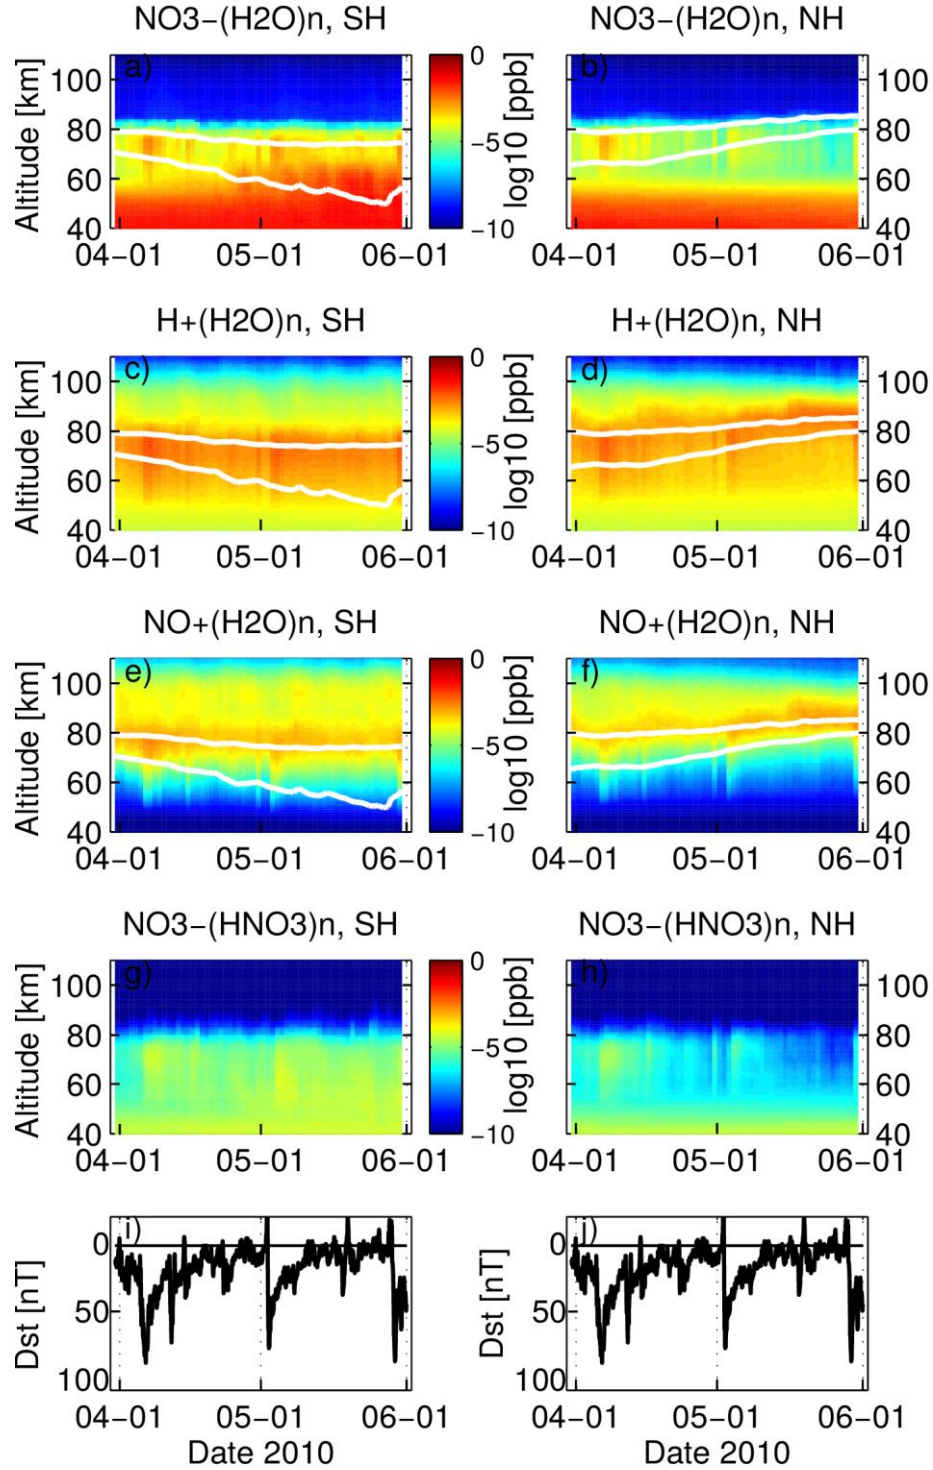 NO3−(H2O)n, SH
NO3−(H2O)n, NH
Altitude [km]
100
80
60
40
a)
04−01 05−01 06−01
0
−5
−10
log10 [ppb]
b)
100
80
60
40
04−01 05−01 06−01
H+(H2O)n, SH
H+(H2O)n, NH
Altitude [km]
100
80
60
40
c)
04−01 05−01 06−01
0
−5
−10
log10 [ppb]
d)
100
80
60
40
04−01 05−01 06−01
NO+(H2O)n, SH
NO+(H2O)n, NH
Altitude [km]
100
80
60
40
e)
04−01 05−01 06−01
0
−5
−10
log10 [ppb]
f)
100
80
60
40
04−01 05−01 06−01
NO3−(HNO3)n, SH
NO3−(HNO3)n, NH
Altitude [km]
100
80
60
40
g)
04−01 05−01 06−01
0
−5
−10
log10 [ppb]
h)
100
80
60
40
04−01 05−01 06−01
Dst [nT]
0
50
100
i)
04−01 05−01 06−01
Date 2010
Dst [nT]
0
50
100
j)
04−01 05−01 06−01
Date 2010